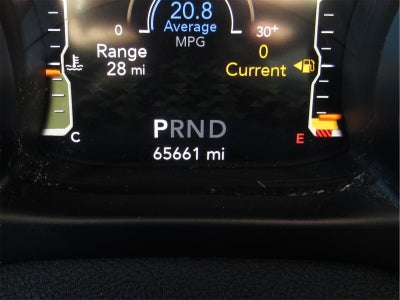 20.8
Average
MPG
0 30+
Range
28 mi
0
Current
PRND
C E
65661 mi